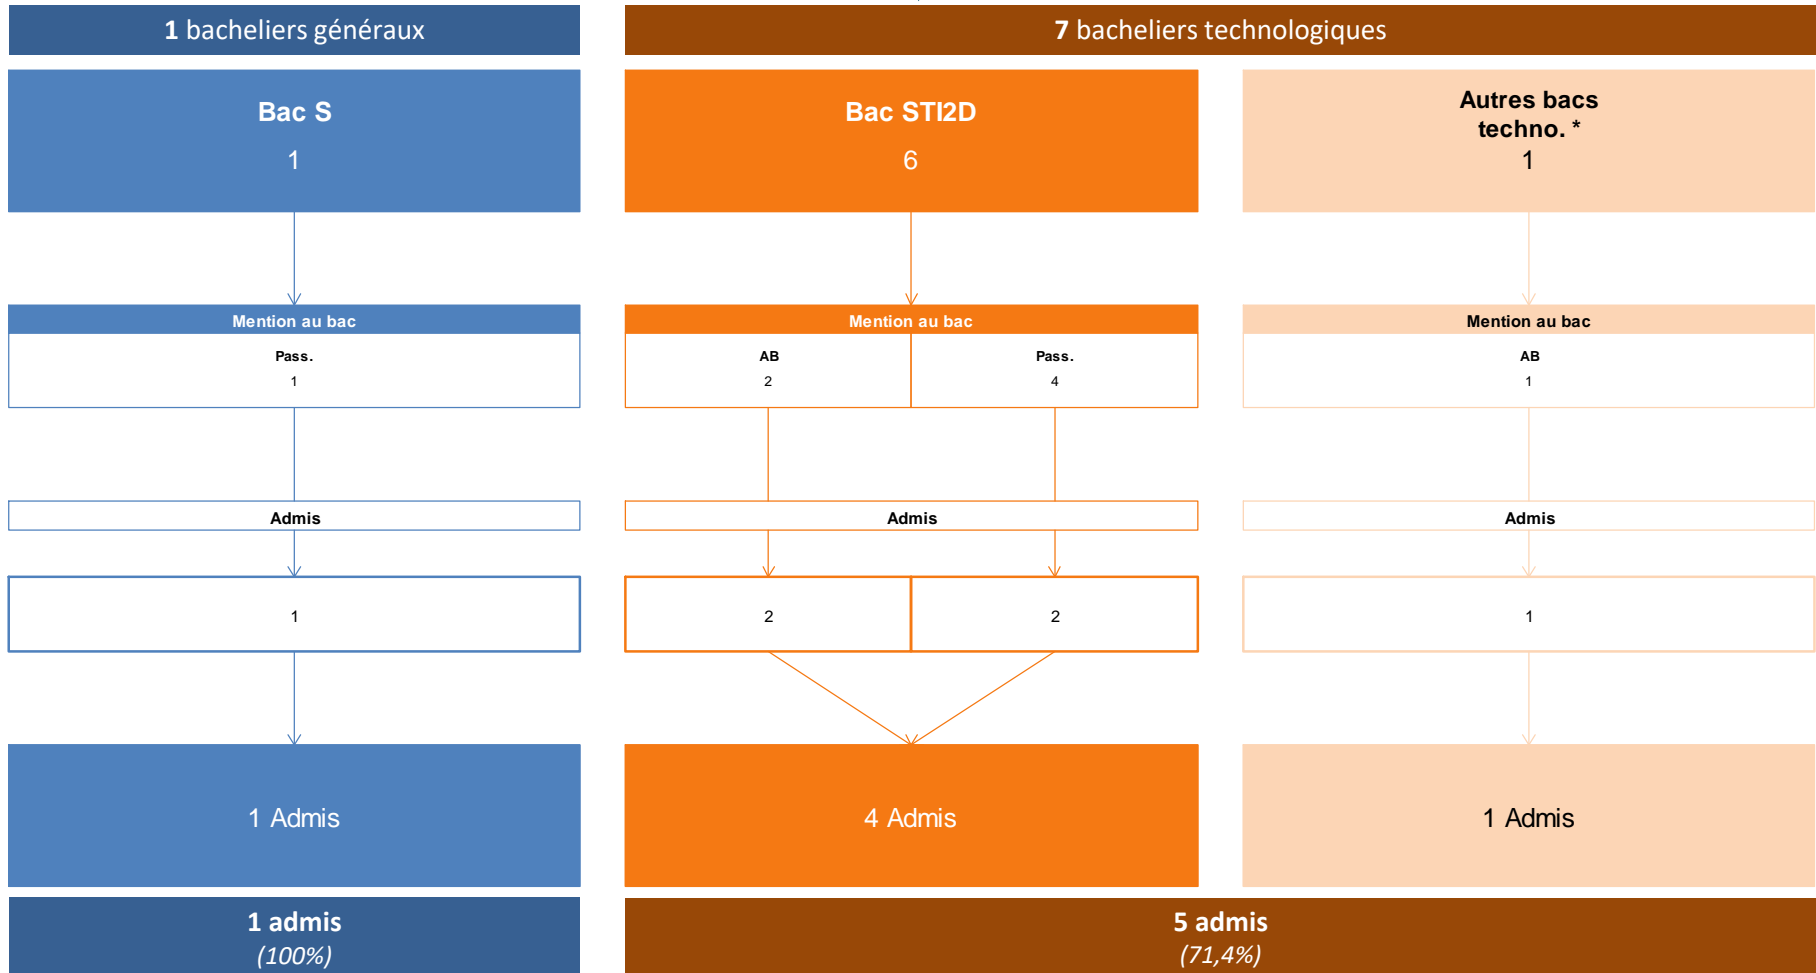 1 bacheliers généraux
7 bacheliers technologiques
Bac S
1
Bac STI2D
6
Autres bacs
techno. *
1
Mention au bac
Pass.
1
Mention au bac
AB
2
Pass.
4
Mention au bac
AB
1
Admis
Admis
Admis
1
2
2
1
1 Admis
4 Admis
1 Admis
1 admis
(100%)
5 admis
(71,4%)